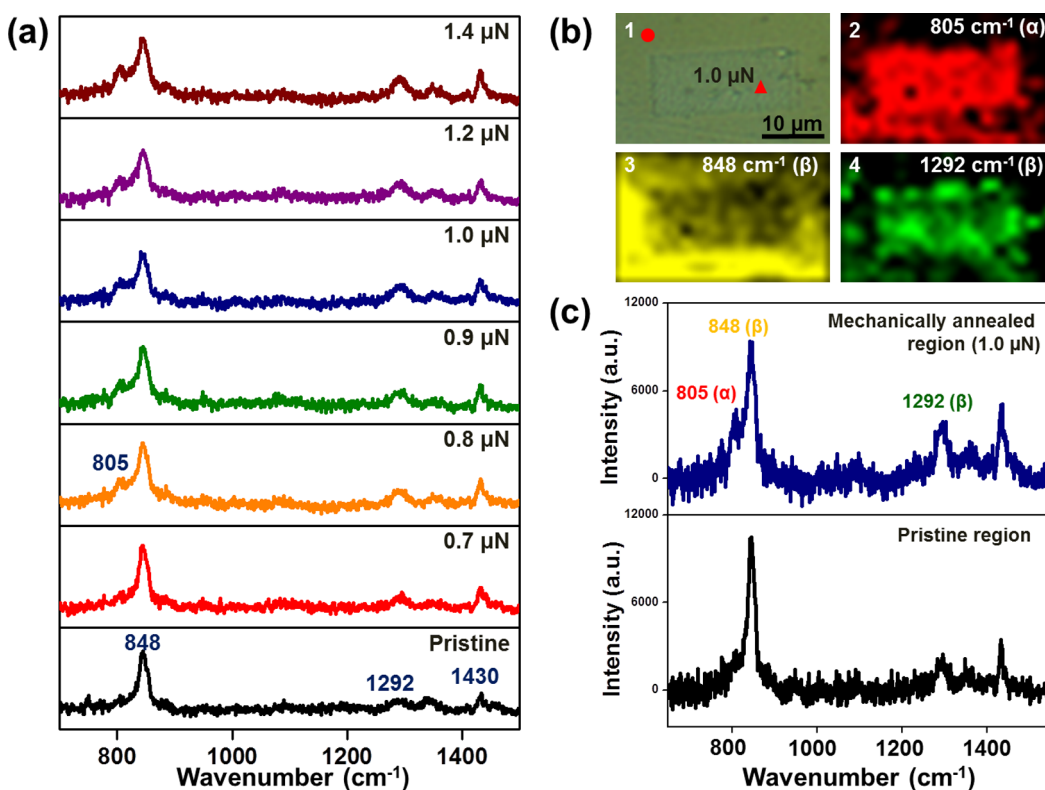 (a)
1.4 µN
1.2 µN
1.0 µN
0.9 µN
0.8 µN
805
0.7 µN
Pristine
848
1292
1430
800
1000
1200
1400
Wavenumber (cm⁻¹)
(b)
1
1.0 µN
10 µm
2
805 cm⁻¹ (α)
3
848 cm⁻¹ (β)
4
1292 cm⁻¹ (β)
(c)
12000
6000
0
Intensity (a.u.)
848 (β)
Mechanically annealed
region (1.0 µN)
805 (α)
1292 (β)
12000
6000
0
Intensity (a.u.)
Pristine region
800
1000
1200
1400
Wavenumber (cm⁻¹)